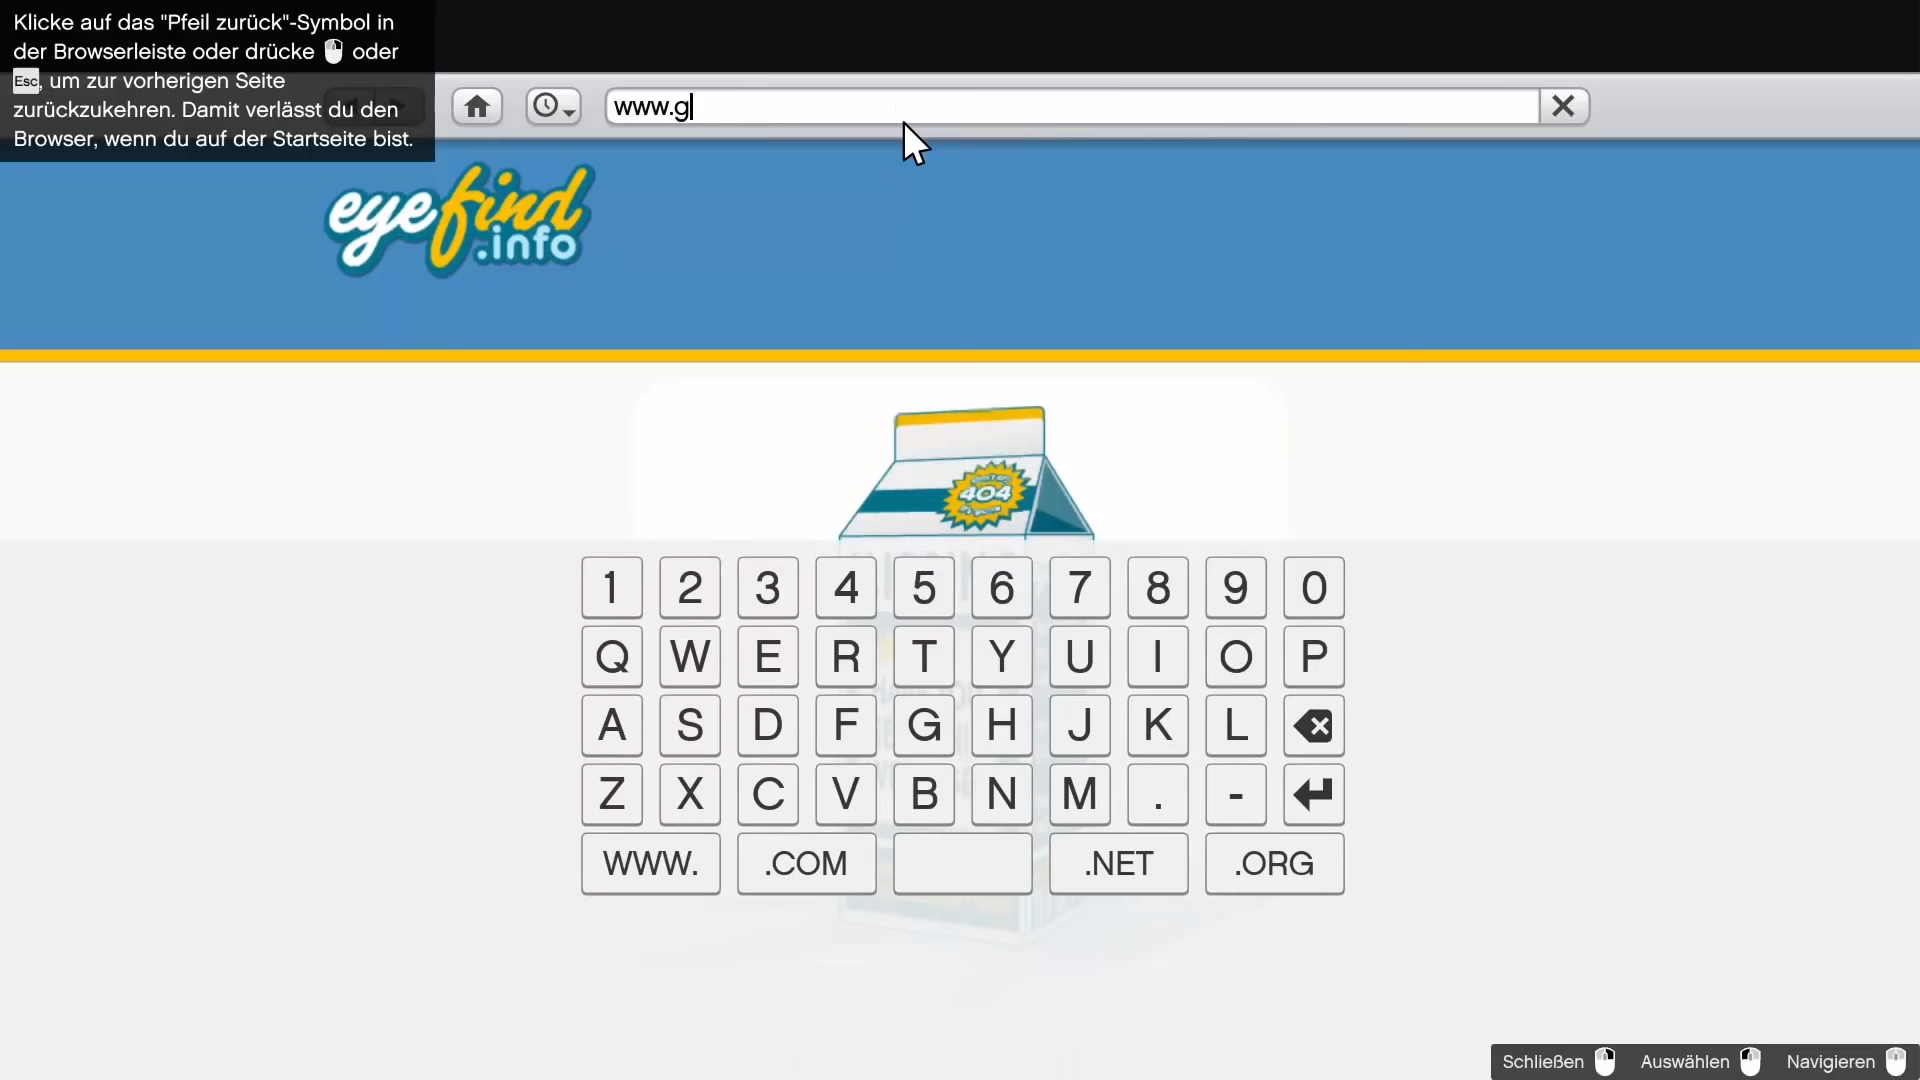 Klicke auf das "Pfeil zurück"-Symbol in
der Browserleiste oder drücke oder
Esc, um zur vorherigen Seite
zurückzukehren. Damit verlässt du den
Browser, wenn du auf der Startseite bist.
www.g
eyefind
.info
404
1 2 3 4 5 6 7 8 9 0
Q W E R T Y U I O P
A S D F G H J K L
Z X C V B N M . -
WWW. .COM .NET .ORG
Schließen Auswählen Navigieren